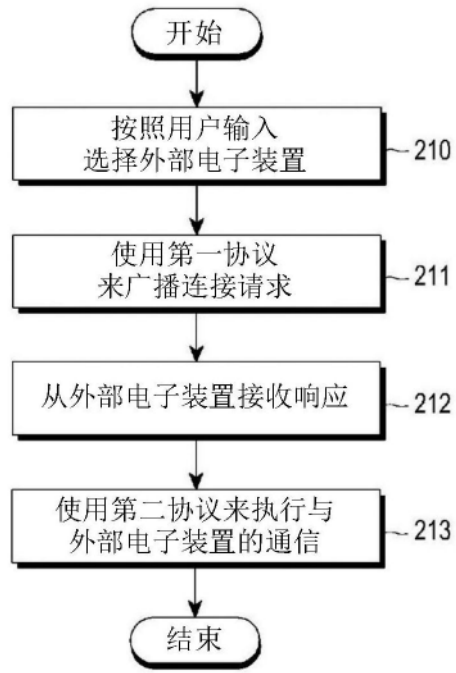 开始
按照用户输入
选择外部电子装置
210
使用第一协议
来广播连接请求
211
从外部电子装置接收响应
212
使用第二协议来执行与
外部电子装置的通信
213
结束